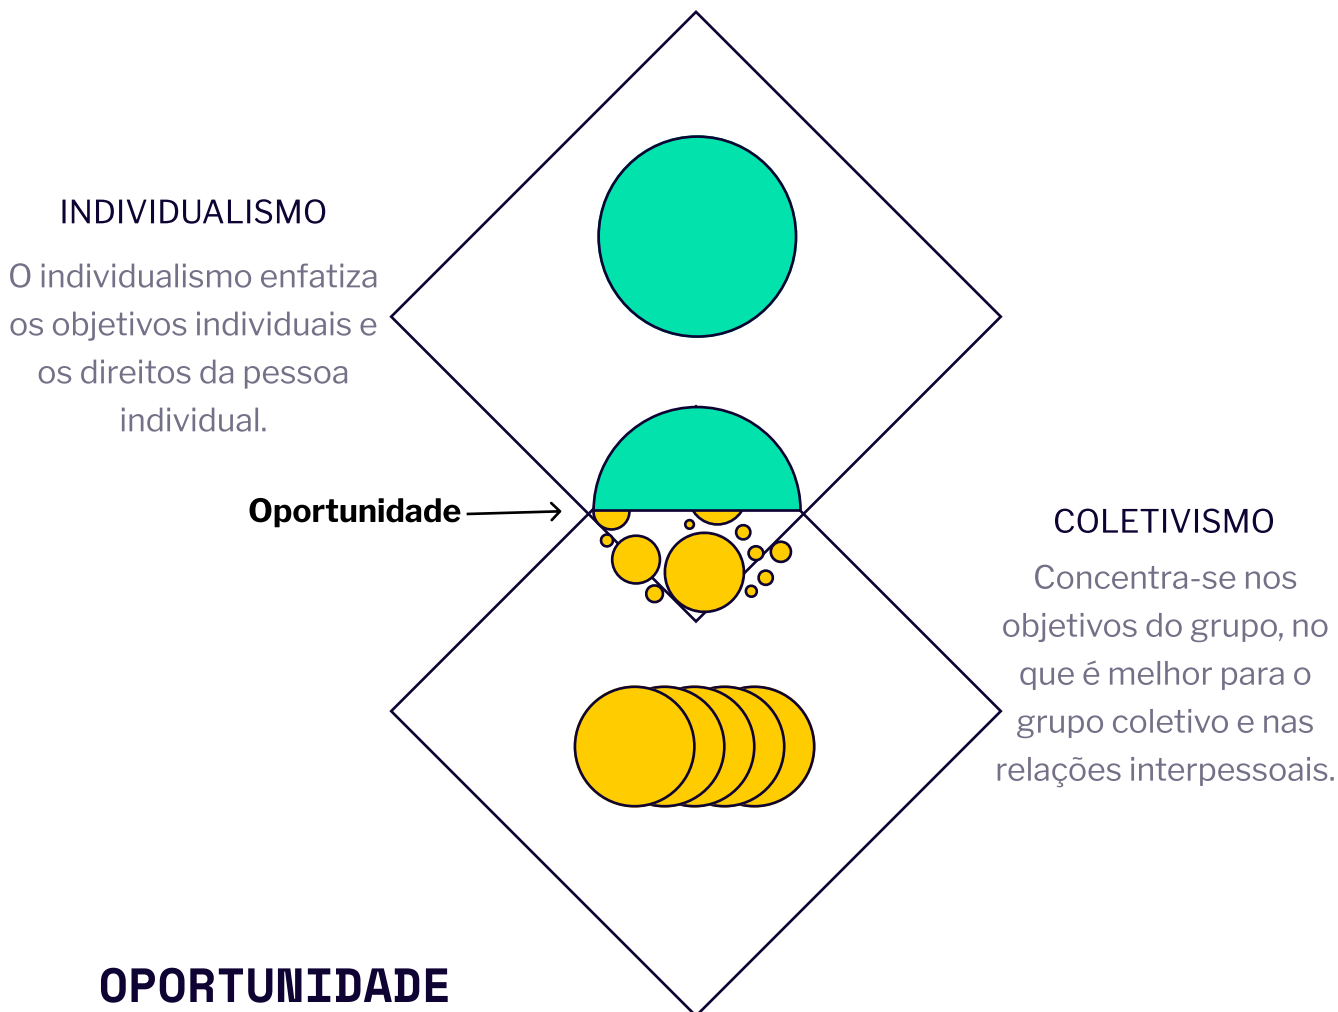 INDIVIDUALISMO
O individualismo enfatiza
os objetivos individuais e
os direitos da pessoa
individual.
Oportunidade
COLETIVISMO
Concentra-se nos
objetivos do grupo, no
que é melhor para o
grupo coletivo e nas
relações interpessoais.
OPORTUNIDADE